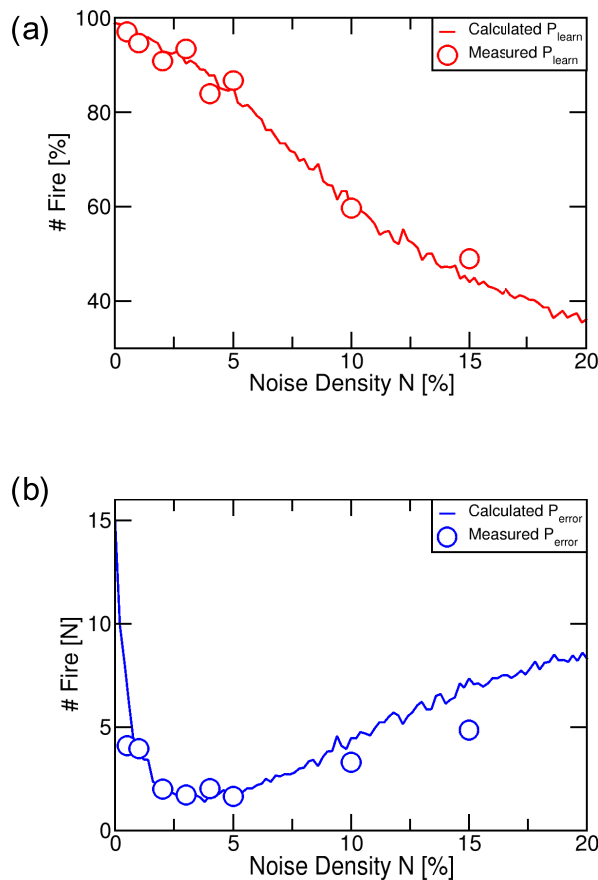 (a)
Calculated P_learn
Measured P_learn
# Fire [%]
100
80
60
40
0 5 10 15 20
Noise Density N [%]
(b)
Calculated P_error
Measured P_error
# Fire [N]
15
10
5
0
0 5 10 15 20
Noise Density N [%]